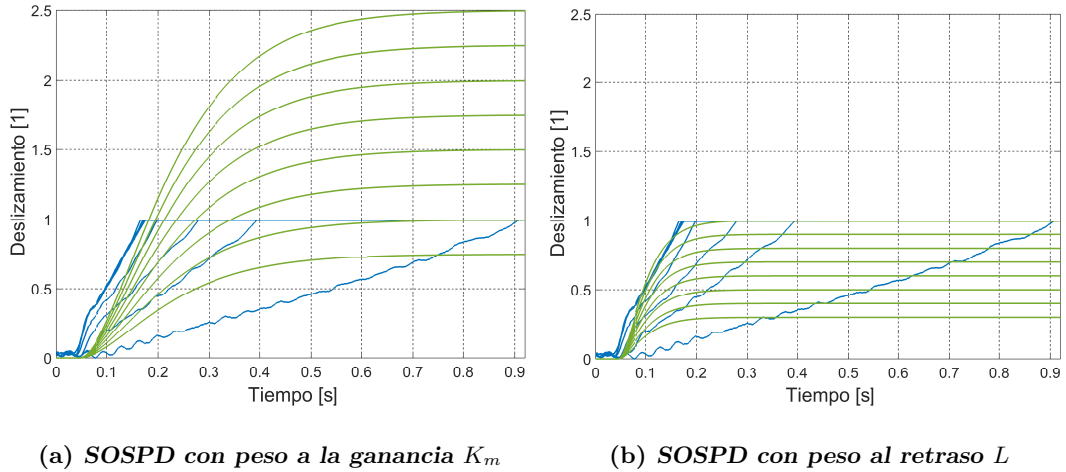 2.5
2
1.5
1
0.5
0
Deslizamiento [1]
0 0.1 0.2 0.3 0.4 0.5 0.6 0.7 0.8 0.9
Tiempo [s]
(a) SOSPD con peso a la ganancia K_m
2.5
2
1.5
1
0.5
0
Deslizamiento [1]
0 0.1 0.2 0.3 0.4 0.5 0.6 0.7 0.8 0.9
Tiempo [s]
(b) SOSPD con peso al retraso L